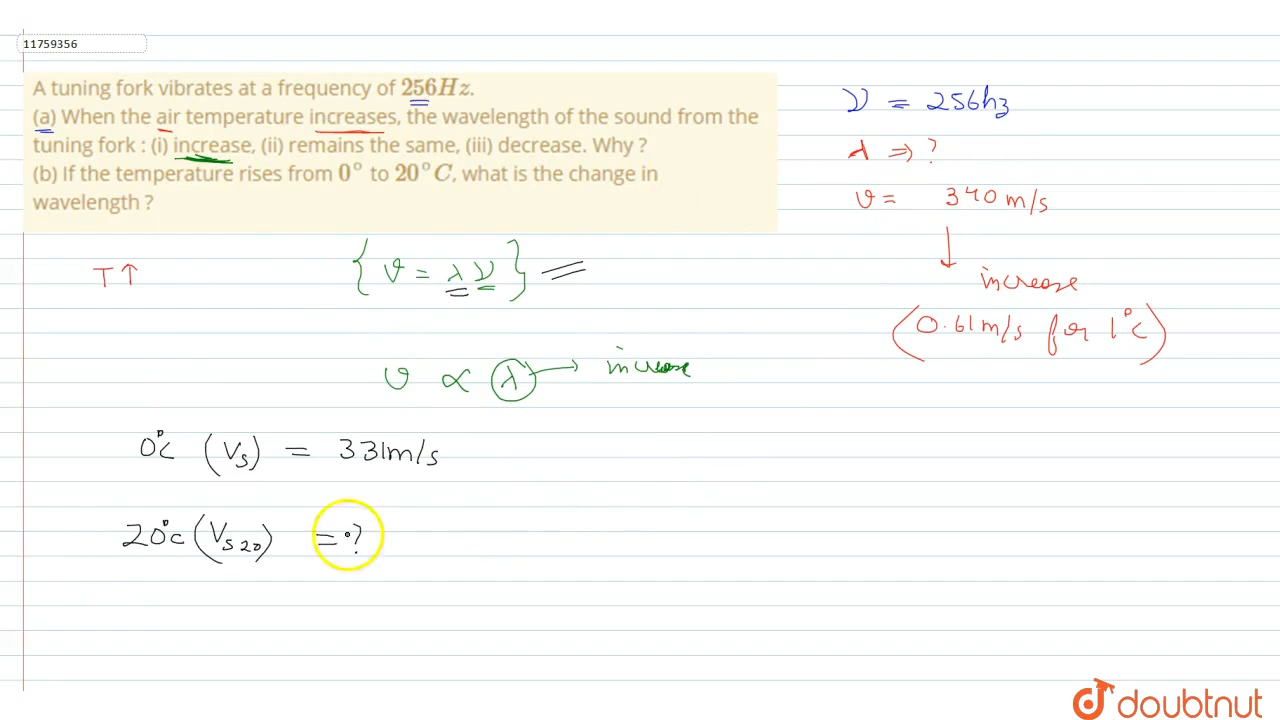 11759356
A tuning fork vibrates at a frequency of 256Hz.
(a) When the air temperature increases, the wavelength of the sound from the
tuning fork : (i) increase, (ii) remains the same, (iii) decrease. Why ?
(b) If the temperature rises from 0° to 20°C, what is the change in
wavelength ?
ν = 256hz
λ ⇒ ?
v = 340 m/s
↓
increase
(0.61 m/s for 1°C)
T↑
{ v = λ ν }
v ∝ λ → increase
0°C (Vs) = 331m/s
20°C (Vs 20) = ?
doubtnut